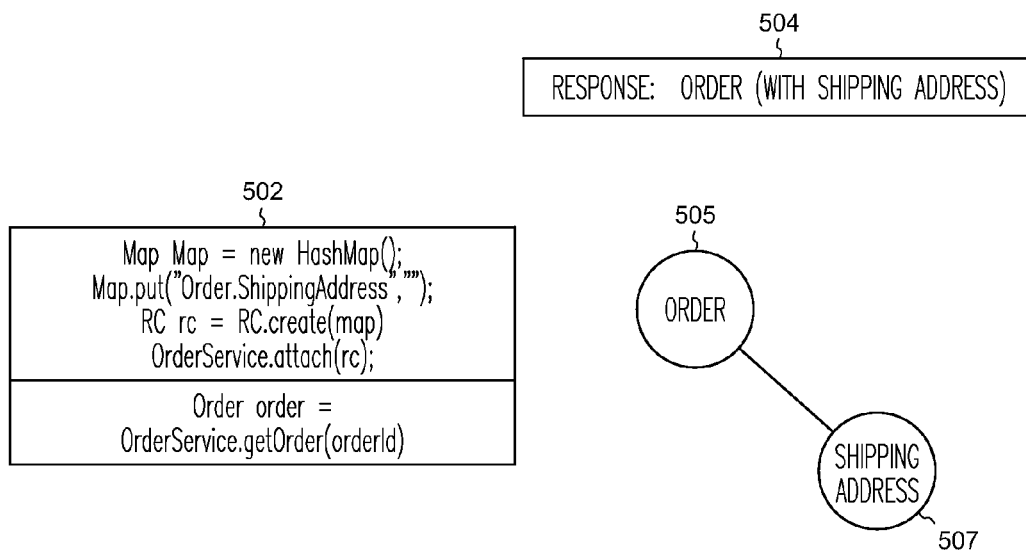 504
RESPONSE: ORDER (WITH SHIPPING ADDRESS)
502
Map Map = new HashMap();
Map.put("Order.ShippingAddress","");
RC rc = RC.create(map)
OrderService.attach(rc);
Order order =
OrderService.getOrder(orderId)
505
ORDER
SHIPPING
ADDRESS
507